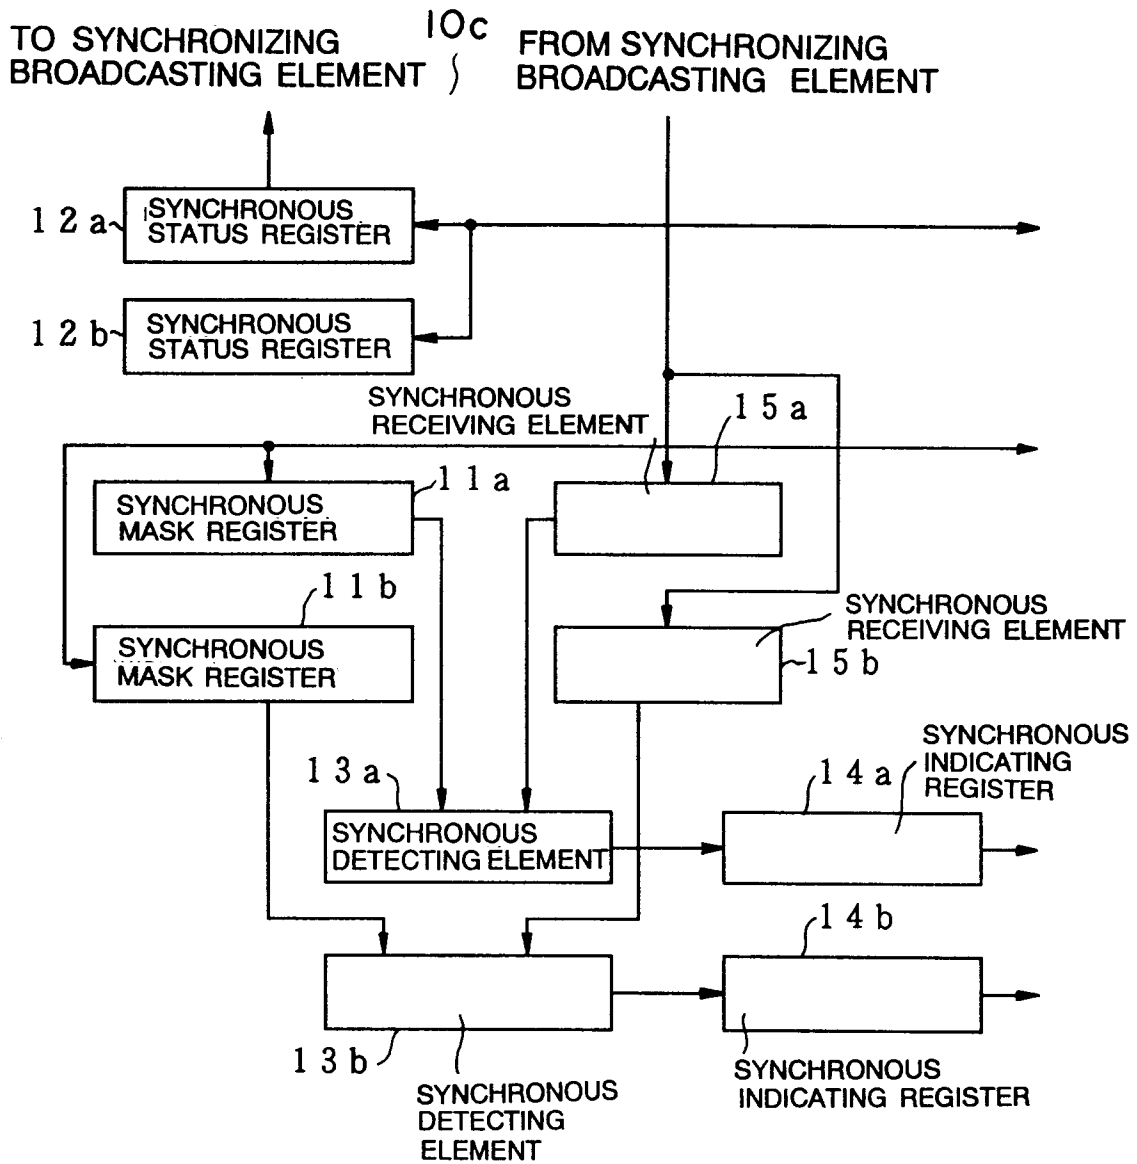 10c
TO SYNCHRONIZING
BROADCASTING ELEMENT
FROM SYNCHRONIZING
BROADCASTING ELEMENT
12a
SYNCHRONOUS
STATUS REGISTER
12b
SYNCHRONOUS
STATUS REGISTER
SYNCHRONOUS
RECEIVING ELEMENT
15a
11a
SYNCHRONOUS
MASK REGISTER
11b
SYNCHRONOUS
MASK REGISTER
SYNCHRONOUS
RECEIVING ELEMENT
15b
SYNCHRONOUS
INDICATING
REGISTER
13a
14a
SYNCHRONOUS
DETECTING ELEMENT
14b
13b
SYNCHRONOUS
DETECTING
ELEMENT
SYNCHRONOUS
INDICATING REGISTER